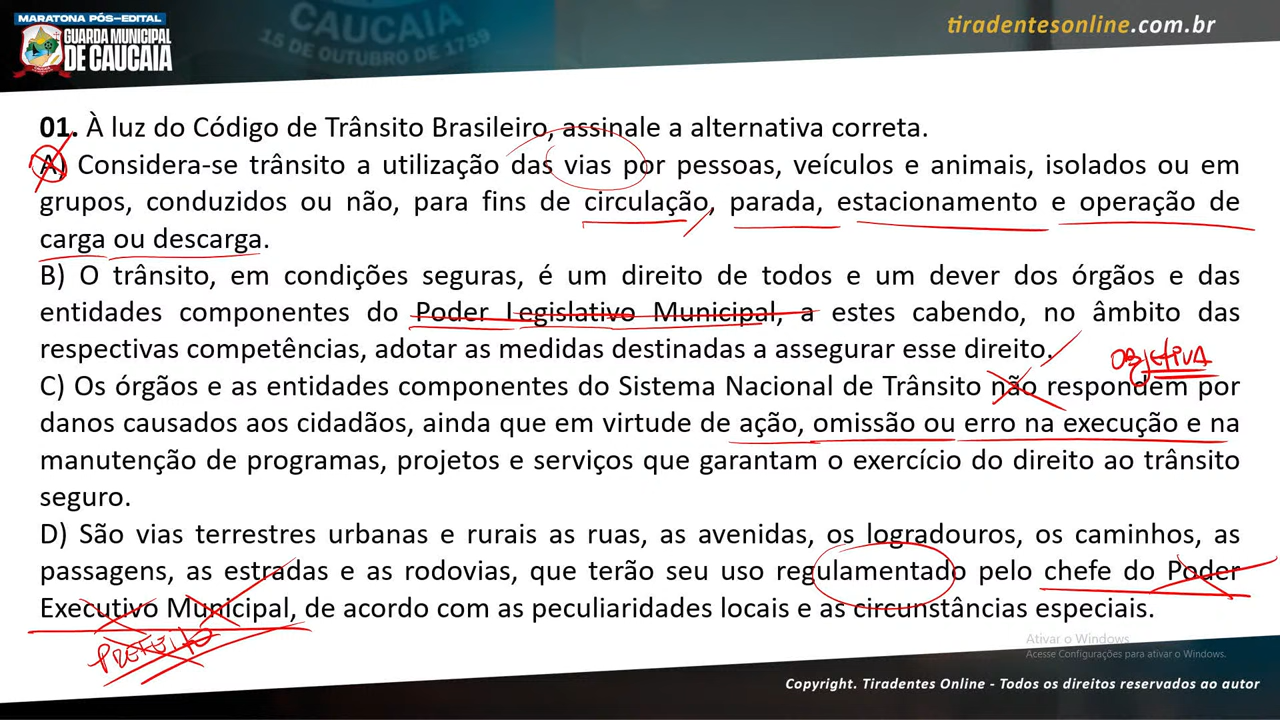 MARATONA PÓS-EDITAL
GUARDA MUNICIPAL
DE CAUCAIA
CAUCAIA
15 DE OUTUBRO DE 1759
tiradentesonline.com.br
01. À luz do Código de Trânsito Brasileiro, assinale a alternativa correta.
A) Considera-se trânsito a utilização das vias por pessoas, veículos e animais, isolados ou em
grupos, conduzidos ou não, para fins de circulação, parada, estacionamento e operação de
carga ou descarga.
B) O trânsito, em condições seguras, é um direito de todos e um dever dos órgãos e das
entidades componentes do Poder Legislativo Municipal, a estes cabendo, no âmbito das
respectivas competências, adotar as medidas destinadas a assegurar esse direito.
OBJETIVA
C) Os órgãos e as entidades componentes do Sistema Nacional de Trânsito não respondem por
danos causados aos cidadãos, ainda que em virtude de ação, omissão ou erro na execução e na
manutenção de programas, projetos e serviços que garantam o exercício do direito ao trânsito
seguro.
D) São vias terrestres urbanas e rurais as ruas, as avenidas, os logradouros, os caminhos, as
passagens, as estradas e as rodovias, que terão seu uso regulamentado pelo chefe do Poder
Executivo Municipal, de acordo com as peculiaridades locais e as circunstâncias especiais.
PREFEITO
Ativar o Windows
Acesse Configurações para ativar o Windows.
Copyright. Tiradentes Online - Todos os direitos reservados ao autor